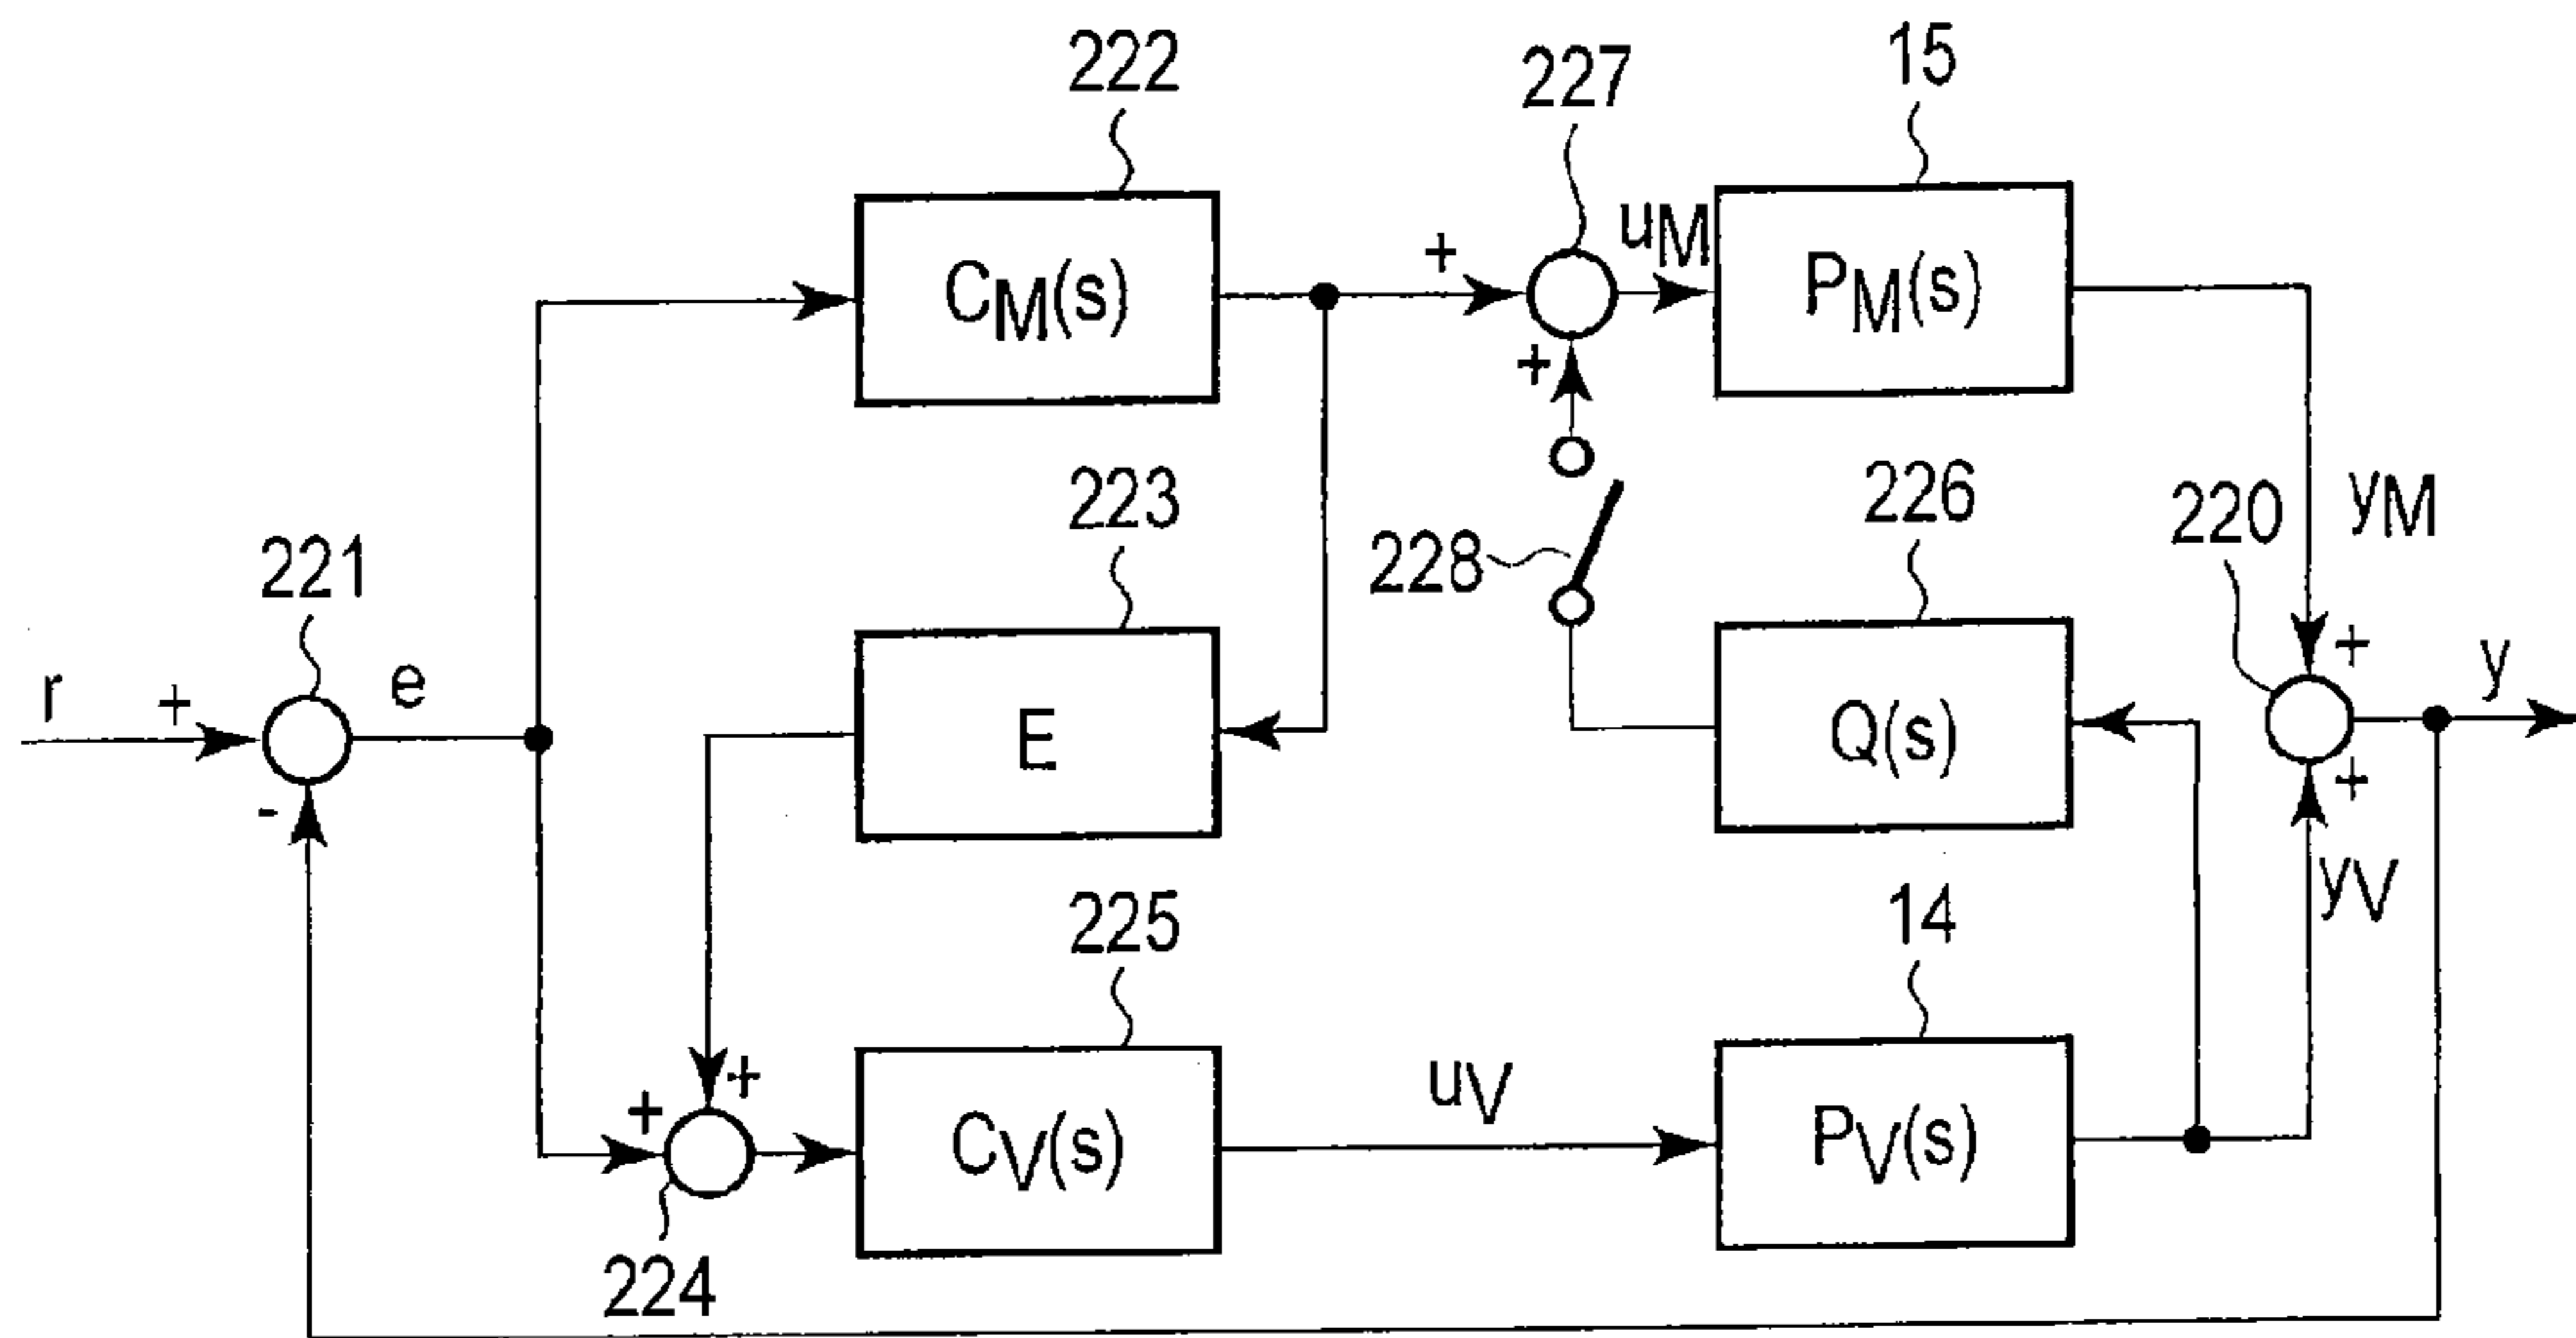 222
227
15
+
uM
CM(s)
PM(s)
+
223
226
220
yM
221
228
r
+
e
E
Q(s)
+
y
-
+
225
14
yV
+
+
uV
CV(s)
PV(s)
224